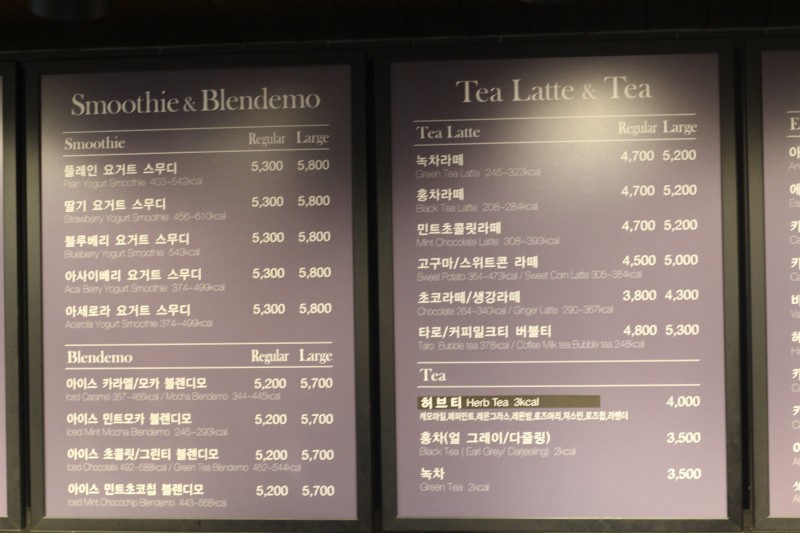 Smoothie & Blendemo
Smoothie Regular Large
플레인 요거트 스무디 5,300 5,800
Plain Yogurt Smoothie 403~542kcal
딸기 요거트 스무디 5,300 5,800
Strawberry Yogurt Smoothie 456~610kcal
블루베리 요거트 스무디 5,300 5,800
Blueberry Yogurt Smoothie 543kcal
아사이베리 요거트 스무디 5,300 5,800
Acai Berry Yogurt Smoothie 374~499kcal
아세로라 요거트 스무디 5,300 5,800
Acerola Yogurt Smoothie 374~499kcal
Blendemo Regular Large
아이스 카라멜/모카 블렌디모 5,200 5,700
Iced Caramel 357~466kcal / Mocha Blendemo 344~445kcal
아이스 민트모카 블렌디모 5,200 5,700
Iced Mint Mocha Blendemo 245~293kcal
아이스 초콜릿/그린티 블렌디모 5,200 5,700
Iced Chocolate 492~588kcal / Green Tea Blendemo 462~544kcal
아이스 민트초코칩 블렌디모 5,200 5,700
Iced Mint Chocochip Blendemo 443~568kcal
Tea Latte & Tea
Tea Latte Regular Large
녹차라떼 4,700 5,200
Green Tea Latte 245~323kcal
홍차라떼 4,700 5,200
Black Tea Latte 208~284kcal
민트초콜릿라떼 4,700 5,200
Mint Chocolate Latte 308~393kcal
고구마/스위트콘 라떼 4,500 5,000
Sweet Potato 364~473kcal / Sweet Corn Latte 305~384kcal
초코라떼/생강라떼 3,800 4,300
Chocolate 264~340kcal / Ginger Latte 290~367kcal
타로/커피밀크티 버블티 4,800 5,300
Taro Bubble tea 378kcal / Coffee Milk tea Bubble tea 248kcal
Tea
허브티 Herb Tea 3kcal 4,000
캐모마일,페퍼민트,레몬그라스,레몬밤,로즈마리,자스민,로즈힙,라벤더
홍차(얼 그레이/다즐링) 3,500
Black Tea ( Earl Grey/ Darjeeling) 2kcal
녹차 3,500
Green Tea 2kcal